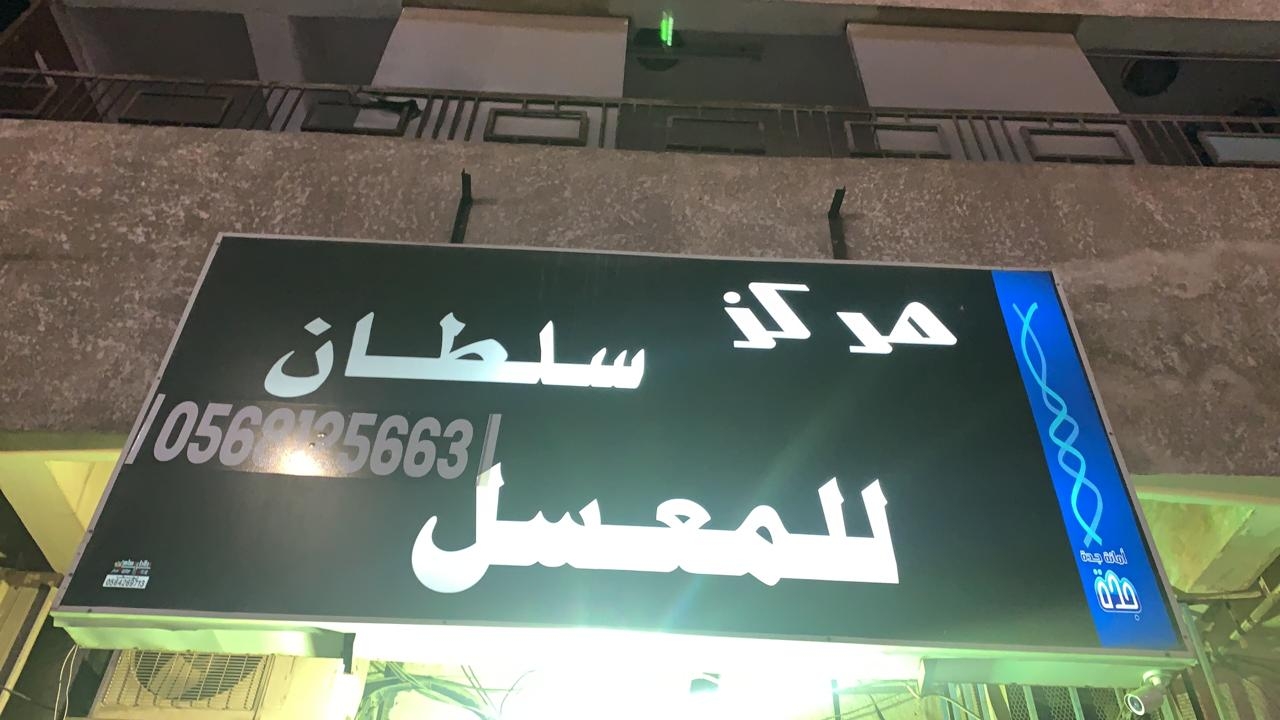 مركز
سلطان
0568125663
للمعسل
أمانة جدة
جدة